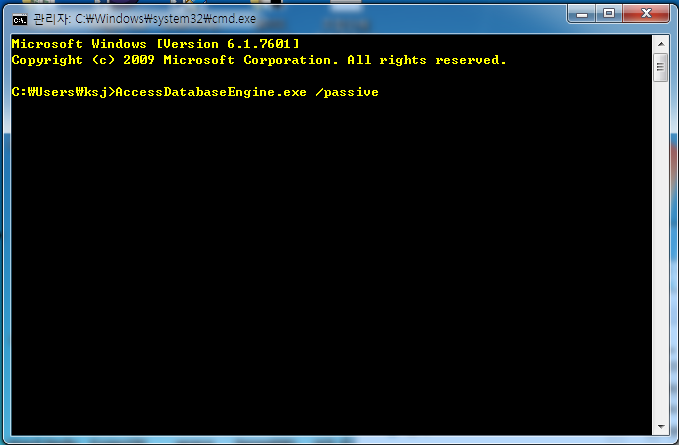 관리자: C:₩Windows₩system32₩cmd.exe
Microsoft Windows [Version 6.1.7601]
Copyright (c) 2009 Microsoft Corporation. All rights reserved.
C:₩Users₩ksj>AccessDatabaseEngine.exe /passive